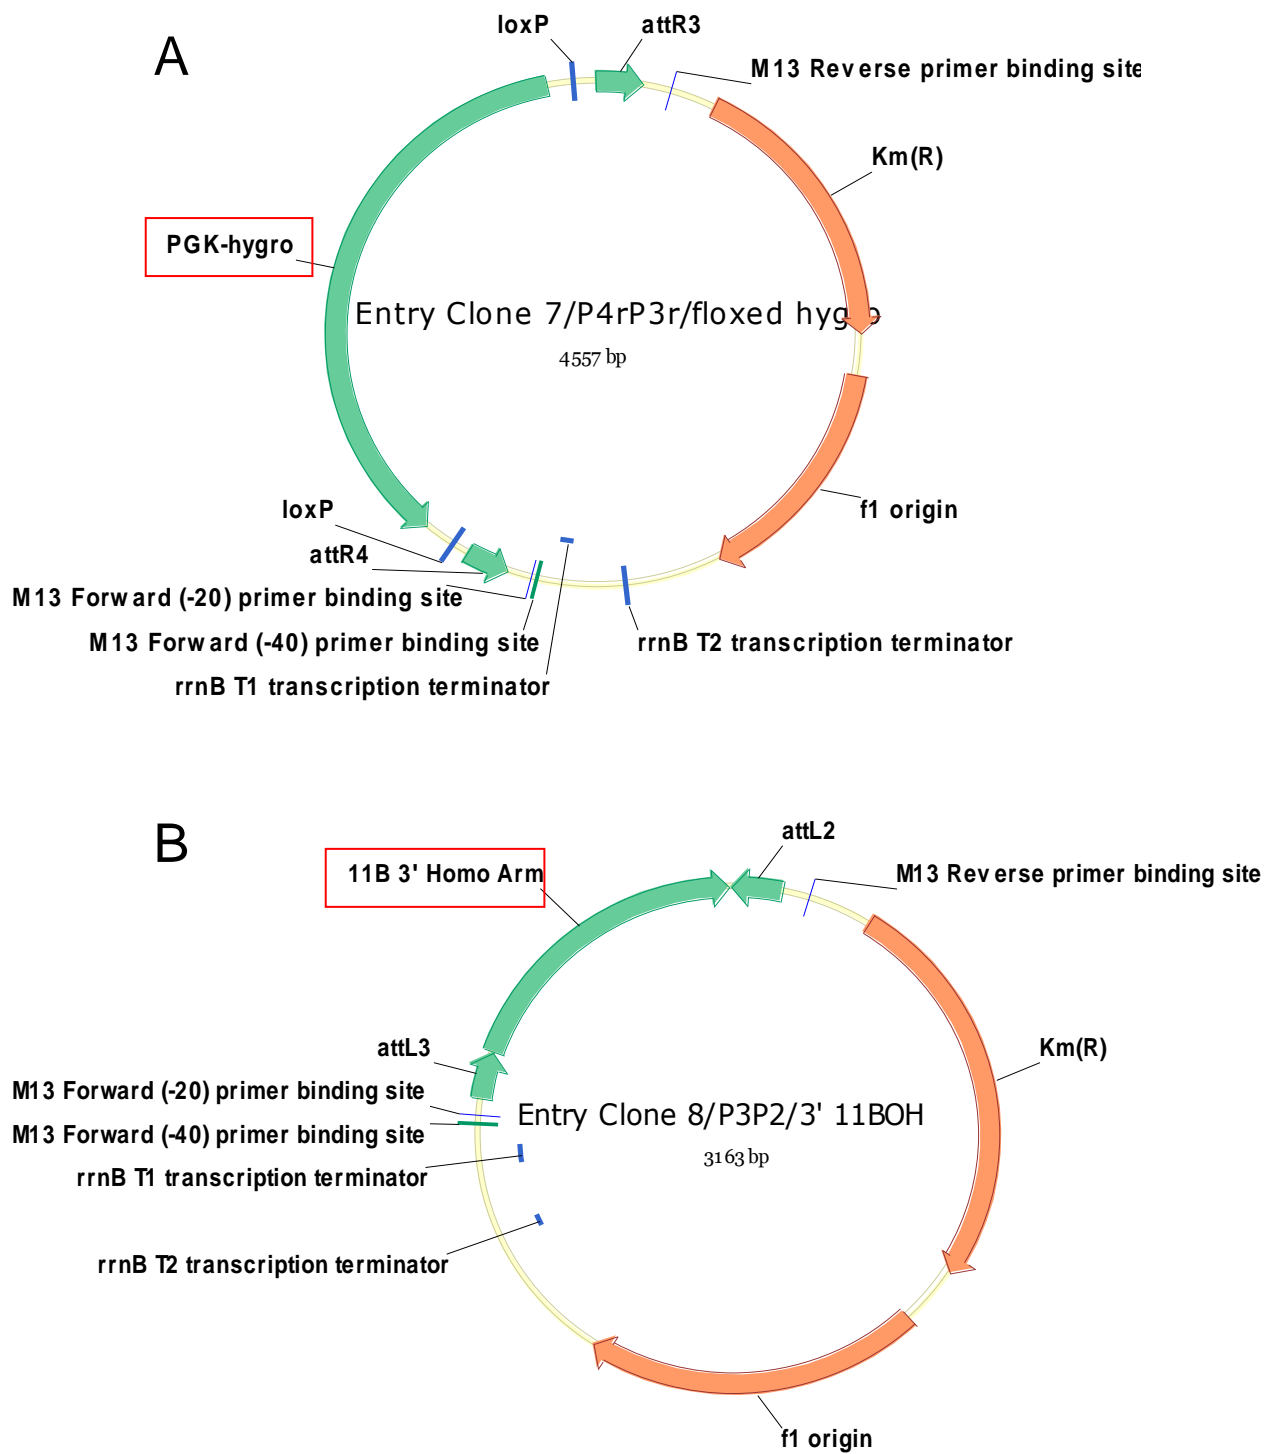 A
loxP
attR3
M13 Reverse primer binding site
Km(R)
PGK-hygro
Entry Clone 7/P4rP3r/floxed hygro
4557 bp
f1 origin
loxP
attR4
M13 Forward (-20) primer binding site
M13 Forward (-40) primer binding site
rrnB T2 transcription terminator
rrnB T1 transcription terminator
B
attL2
11B 3' Homo Arm
M13 Reverse primer binding site
attL3
Km(R)
M13 Forward (-20) primer binding site
Entry Clone 8/P3P2/3' 11BOH
M13 Forward (-40) primer binding site
3163 bp
rrnB T1 transcription terminator
rrnB T2 transcription terminator
f1 origin